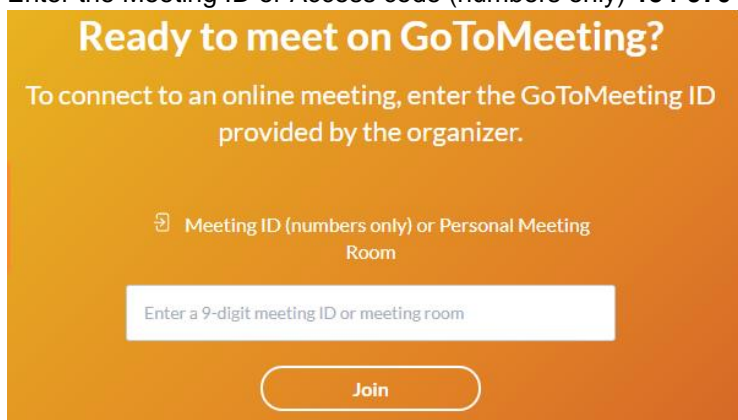 Ready to meet on GoToMeeting?
To connect to an online meeting, enter the GoToMeeting ID
provided by the organizer.
Meeting ID (numbers only) or Personal Meeting
Room
Enter a 9-digit meeting ID or meeting room
Join